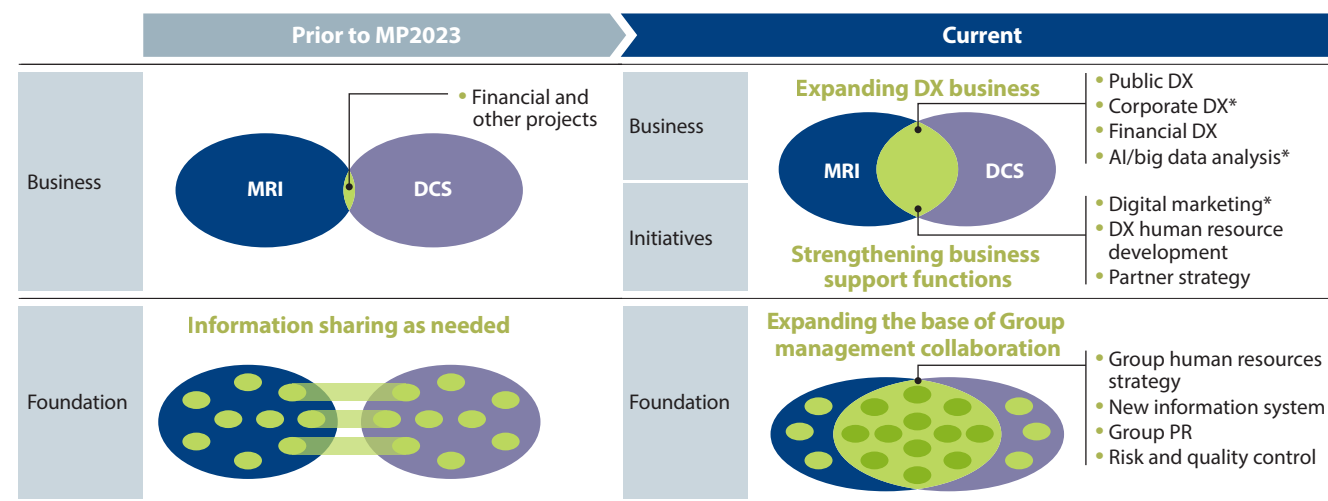 Prior to MP2023
Current
Business
• Financial and
other projects
MRI
DCS
Business
Initiatives
Expanding DX business
MRI
DCS
• Public DX
• Corporate DX*
• Financial DX
• AI/big data analysis*
• Digital marketing*
• DX human resource
development
• Partner strategy
Strengthening business
support functions
Foundation
Information sharing as needed
Foundation
Expanding the base of Group
management collaboration
• Group human resources
strategy
• New information system
• Group PR
• Risk and quality control